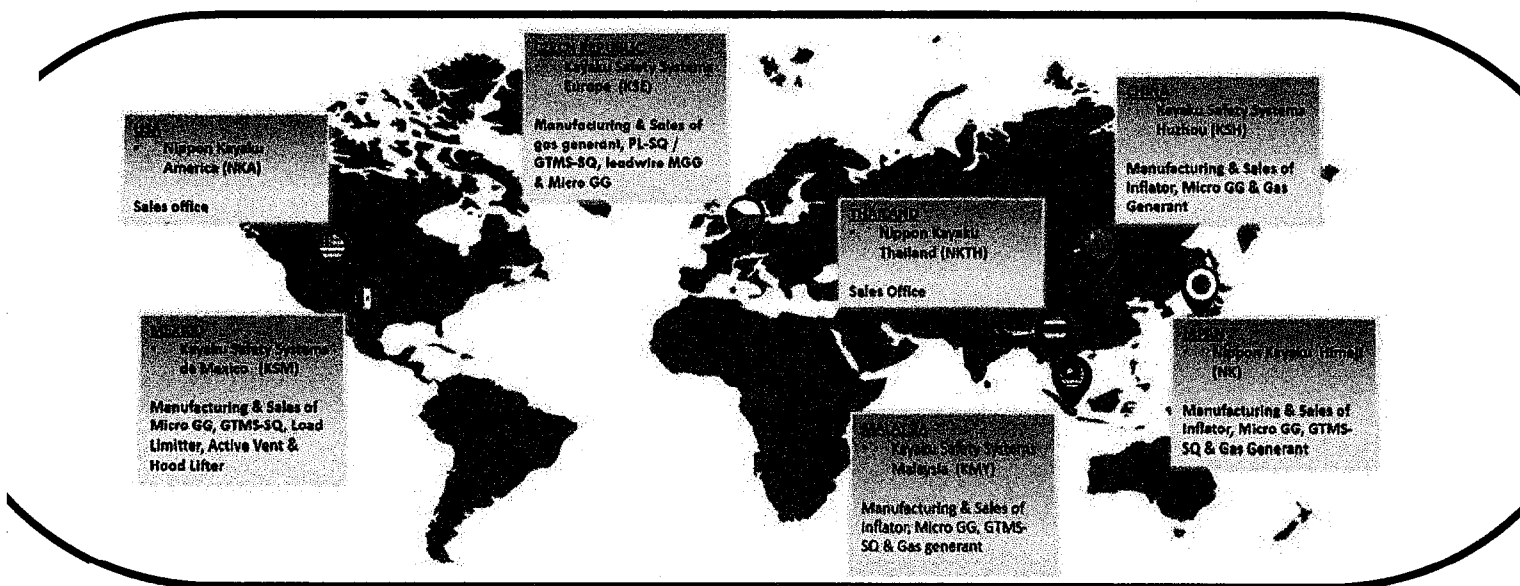 USA
Nippon Kayaku
America (NKA)
Sales office
CZECH REPUBLIC
Kayaku Safety Systems
Europe (KSE)
Manufacturing & Sales of
gas generant, PL-SQ /
GTMS-SQ, leadwire MGG
& Micro GG
CHINA
Kayaku Safety Systems
Huzhou (KSH)
Manufacturing & Sales of
Inflator, Micro GG & Gas
Generant
THAILAND
Nippon Kayaku
Thailand (NKTH)
Sales Office
MEXICO
Kayaku Safety Systems
de Mexico (KSM)
Manufacturing & Sales of
Micro GG, GTMS-SQ, Load
Limitter, Active Vent &
Hood Lifter
MALAYSIA
Kayaku Safety Systems
Malaysia (KMY)
Manufacturing & Sales of
Inflator, Micro GG, GTMS-
SQ & Gas generant
JAPAN
Nippon Kayaku (Himeji)
(NK)
Manufacturing & Sales of
Inflator, Micro GG, GTMS-
SQ & Gas Generant